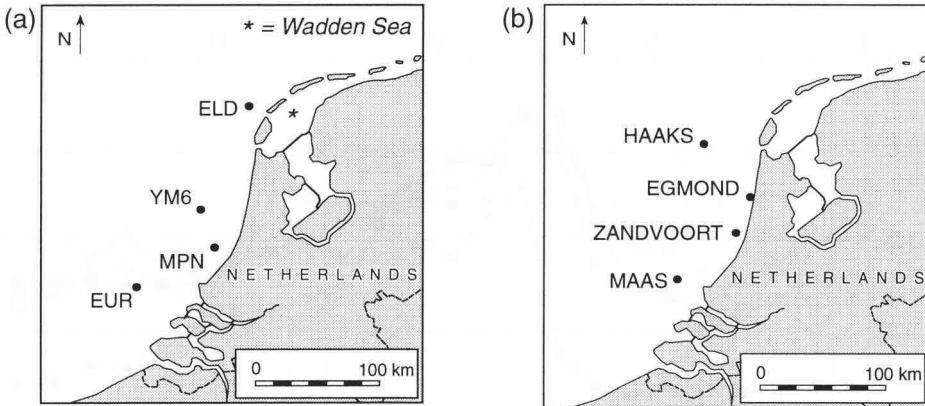 (a)
N
* = Wadden Sea
ELD
*
YM6
MPN
NETHERLANDS
EUR
0 100 km
(b)
N
HAAKS
EGMOND
ZANDVOORT
MAAS
NETHERLANDS
0 100 km